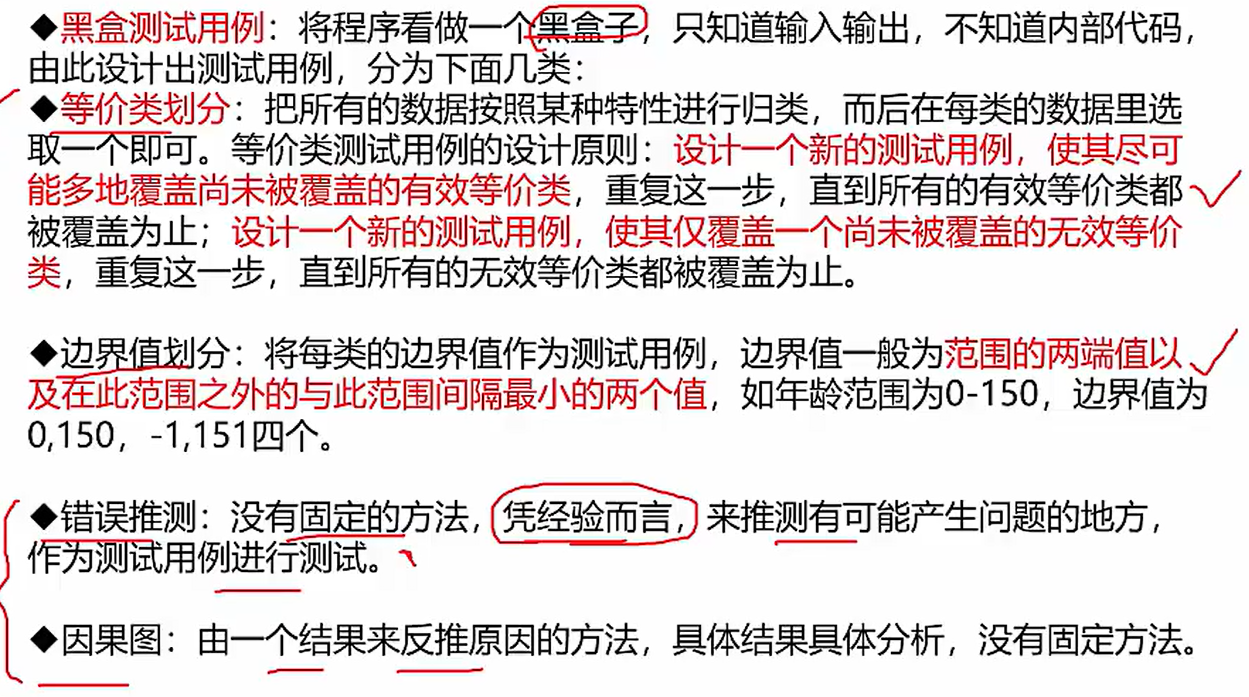 ◆黑盒测试用例：将程序看做一个黑盒子，只知道输入输出，不知道内部代码，
由此设计出测试用例，分为下面几类：
◆等价类划分：把所有的数据按照某种特性进行归类，而后在每类的数据里选
取一个即可。等价类测试用例的设计原则：设计一个新的测试用例，使其尽可
能多地覆盖尚未被覆盖的有效等价类，重复这一步，直到所有的有效等价类都
被覆盖为止；设计一个新的测试用例，使其仅覆盖一个尚未被覆盖的无效等价
类，重复这一步，直到所有的无效等价类都被覆盖为止。
◆边界值划分：将每类的边界值作为测试用例，边界值一般为范围的两端值以
及在此范围之外的与此范围间隔最小的两个值，如年龄范围为0-150，边界值为
0,150，-1,151四个。
◆错误推测：没有固定的方法，凭经验而言，来推测有可能产生问题的地方，
作为测试用例进行测试。
◆因果图：由一个结果来反推原因的方法，具体结果具体分析，没有固定方法。